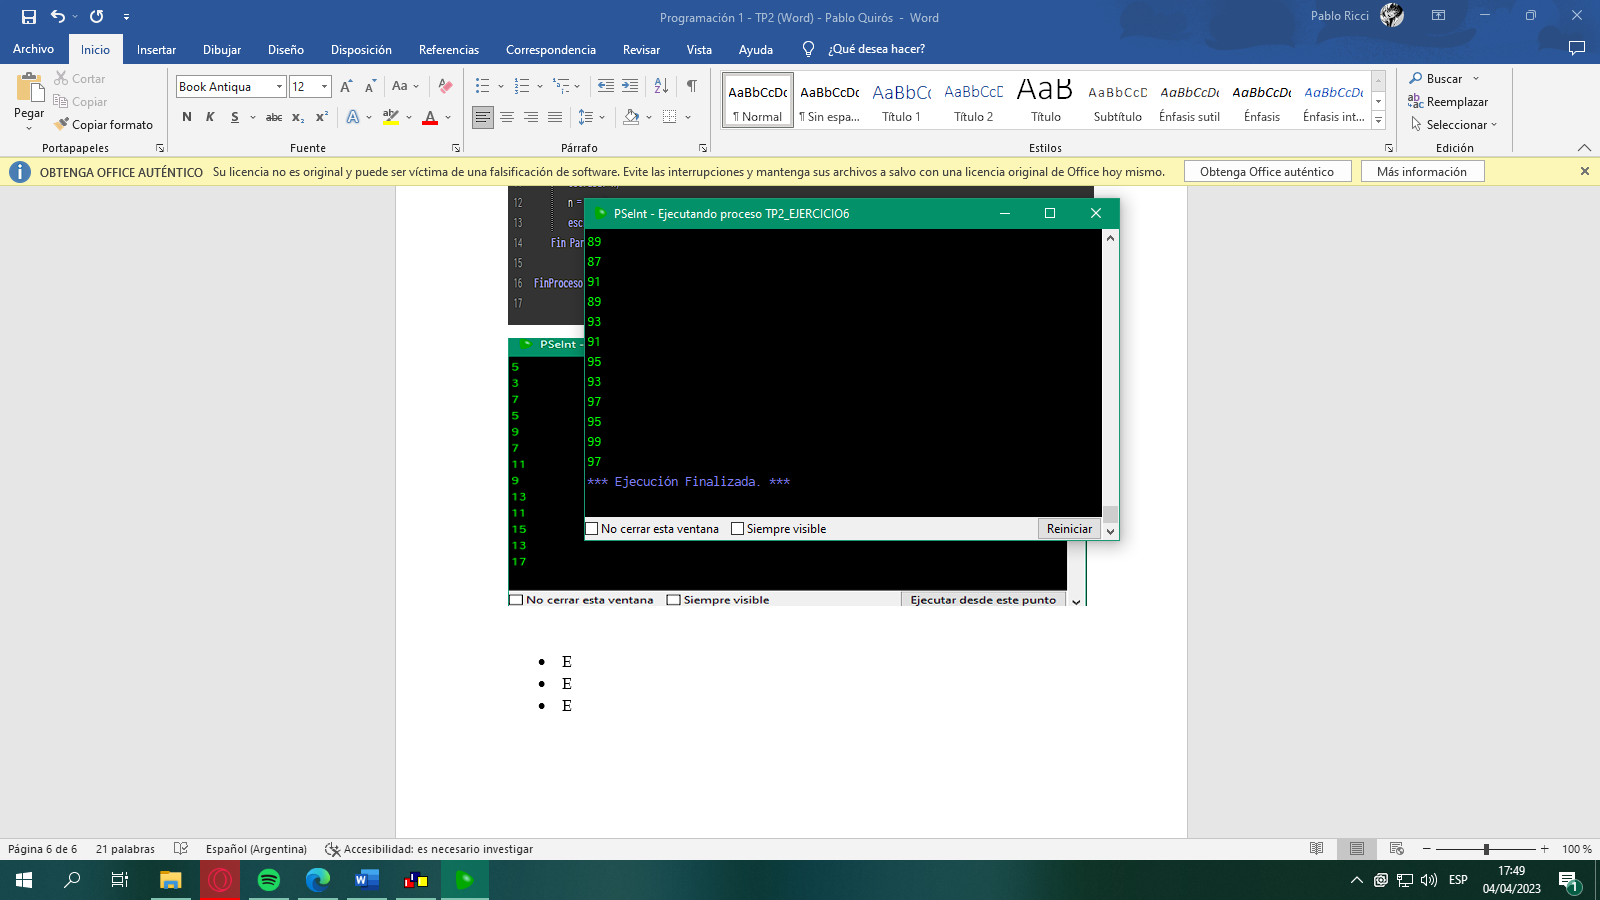 Programación 1 - TP2 (Word) - Pablo Quirós - Word
Pablo Ricci
Archivo Inicio Insertar Dibujar Diseño Disposición Referencias Correspondencia Revisar Vista Ayuda ¿Qué desea hacer?
Pegar
Cortar
Copiar
Copiar formato
Portapapeles
Book Antiqua 12
N K S abc x₂ x²
Fuente
Párrafo
AaBbCcDc AaBbCcDc AaBbCc AaBbCcD AaB AaBbCcD AaBbCcDc AaBbCcDc AaBbCcDc
¶ Normal ¶ Sin espa... Título 1 Título 2 Título Subtítulo Énfasis sutil Énfasis Énfasis int...
Estilos
Buscar
Reemplazar
Seleccionar
Edición
OBTENGA OFFICE AUTÉNTICO Su licencia no es original y puede ser víctima de una falsificación de software. Evite las interrupciones y mantenga sus archivos a salvo con una licencia original de Office hoy mismo. Obtenga Office auténtico Más información
12 n =
13 esc
14 Fin Par
15
16 FinProceso
17
PSeInt - Ejecutando proceso TP2_EJERCICIO6
89
87
91
89
93
91
95
93
97
95
99
97
*** Ejecución Finalizada. ***
No cerrar esta ventana Siempre visible Reiniciar
PSeInt -
5
3
7
5
9
7
11
9
13
11
15
13
17
No cerrar esta ventana Siempre visible Ejecutar desde este punto
• E
• E
• E
Página 6 de 6 21 palabras Español (Argentina) Accesibilidad: es necesario investigar 100 %
ESP
17:49
04/04/2023
1